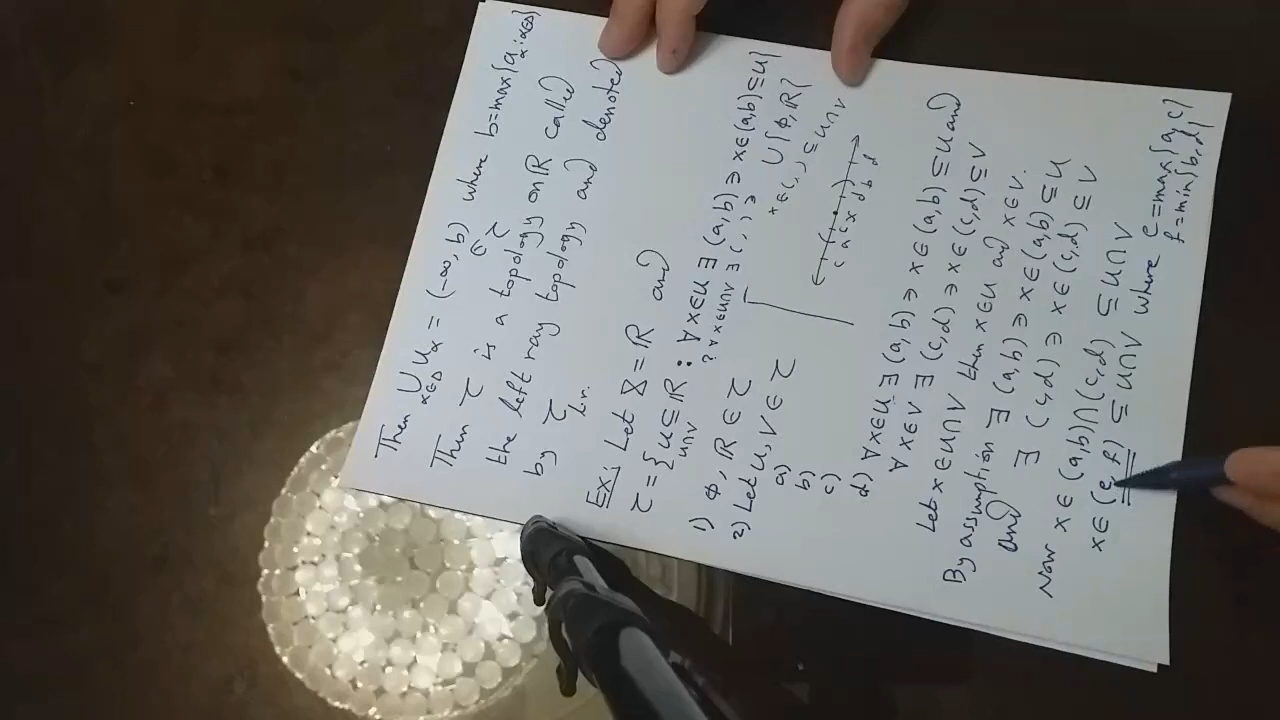 Then ⋃_{α∈Δ} U_α = (-∞, b) where b=max{a_α : α∈Δ}
∈ τ
Then τ is a topology on ℝ called
the left ray topology and denoted
by τ_{l.r.}
Ex: Let X = ℝ and
τ = {U ⊆ ℝ : ∀ x∈U ∃ (a,b) ∋ x∈(a,b) ⊆ U}
U∩V ? ∀ x∈U∩V ∃ ( , ) ∋ ∪ {ϕ, ℝ}
x∈( , ) ⊆ U∩V
1) ϕ, ℝ ∈ τ
2) Let U, V ∈ τ
a)
b)
c)
d)
c a x d b
∀ x∈U ∃ (a,b) ∋ x∈(a,b) ⊆ U and
∀ x∈V ∃ (c,d) ∋ x∈(c,d) ⊆ V
Let x∈U∩V then x∈U and x∈V.
By assumption ∃ (a,b) ∋ x∈(a,b) ⊆ U
and ∃ (c,d) ∋ x∈(c,d) ⊆ V
Now x ∈ (a,b)∩(c,d) ⊆ U∩V
x ∈ (e, f) ⊆ U∩V where e=max{a,c}
f=min{b,d}